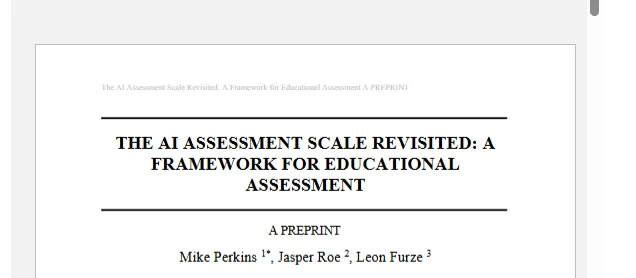 The AI Assessment Scale Revisited: A Framework for Educational Assessment A PREPRINT
THE AI ASSESSMENT SCALE REVISITED: A
FRAMEWORK FOR EDUCATIONAL
ASSESSMENT
A PREPRINT
Mike Perkins 1*, Jasper Roe 2, Leon Furze 3